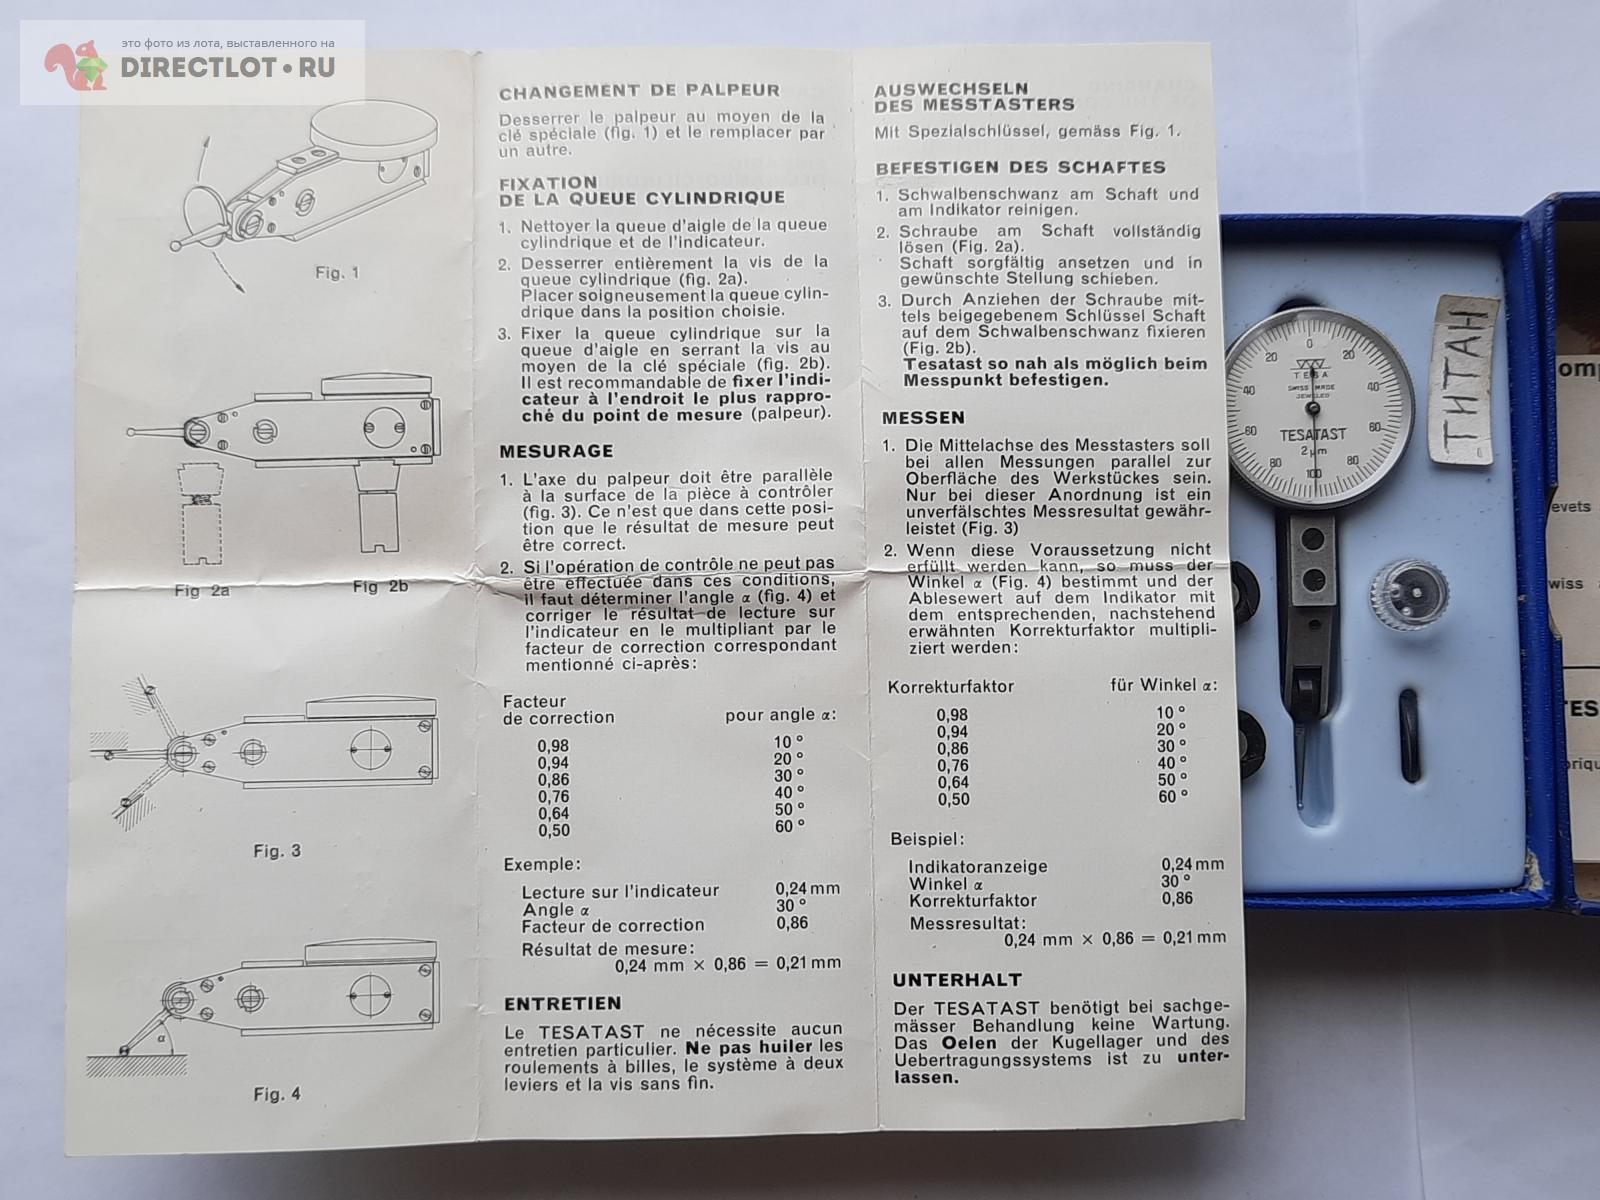 это фото из лота, выставленного на
DIRECTLOT.RU
Fig. 1
Fig 2a
Fig 2b
Fig. 3
α
Fig. 4
CHANGEMENT DE PALPEUR
Desserrer le palpeur au moyen de la
clé spéciale (fig. 1) et le remplacer par
un autre.
FIXATION
DE LA QUEUE CYLINDRIQUE
1. Nettoyer la queue d'aigle de la queue
cylindrique et de l'indicateur.
2. Desserrer entièrement la vis de la
queue cylindrique (fig. 2a).
Placer soigneusement la queue cylin-
drique dans la position choisie.
3. Fixer la queue cylindrique sur la
queue d'aigle en serrant la vis au
moyen de la clé spéciale (fig. 2b).
Il est recommandable de fixer l'indi-
cateur à l'endroit le plus rappro-
ché du point de mesure (palpeur).
MESURAGE
1. L'axe du palpeur doit être parallèle
à la surface de la pièce à contrôler
(fig. 3). Ce n'est que dans cette posi-
tion que le résultat de mesure peut
être correct.
2. Si l'opération de contrôle ne peut pas
être effectuée dans ces conditions,
il faut déterminer l'angle α (fig. 4) et
corriger le résultat de lecture sur
l'indicateur en le multipliant par le
facteur de correction correspondant
mentionné ci-après:
Facteur
de correction pour angle α:
0,98 10°
0,94 20°
0,86 30°
0,76 40°
0,64 50°
0,50 60°
Exemple:
Lecture sur l'indicateur 0,24 mm
Angle α 30°
Facteur de correction 0,86
Résultat de mesure:
0,24 mm × 0,86 = 0,21 mm
ENTRETIEN
Le TESATAST ne nécessite aucun
entretien particulier. Ne pas huiler les
roulements à billes, le système à deux
leviers et la vis sans fin.
AUSWECHSELN
DES MESSTASTERS
Mit Spezialschlüssel, gemäss Fig. 1.
BEFESTIGEN DES SCHAFTES
1. Schwalbenschwanz am Schaft und
am Indikator reinigen.
2. Schraube am Schaft vollständig
lösen (Fig. 2a).
Schaft sorgfältig ansetzen und in
gewünschte Stellung schieben.
3. Durch Anziehen der Schraube mit-
tels beigegebenem Schlüssel Schaft
auf dem Schwalbenschwanz fixieren
(Fig. 2b).
Tesatast so nah als möglich beim
Messpunkt befestigen.
MESSEN
1. Die Mittelachse des Messtasters soll
bei allen Messungen parallel zur
Oberfläche des Werkstückes sein.
Nur bei dieser Anordnung ist ein
unverfälschtes Messresultat gewähr-
leistet (Fig. 3)
2. Wenn diese Voraussetzung nicht
erfüllt werden kann, so muss der
Winkel α (Fig. 4) bestimmt und der
Ablesewert auf dem Indikator mit
dem entsprechenden, nachstehend
erwähnten Korrekturfaktor multipli-
ziert werden:
Korrekturfaktor für Winkel α:
0,98 10°
0,94 20°
0,86 30°
0,76 40°
0,64 50°
0,50 60°
Beispiel:
Indikatoranzeige 0,24 mm
Winkel α 30°
Korrekturfaktor 0,86
Messresultat:
0,24 mm × 0,86 = 0,21 mm
UNTERHALT
Der TESATAST benötigt bei sachge-
mässer Behandlung keine Wartung.
Das Oelen der Kugellager und des
Uebertragungssystems ist zu unter-
lassen.
0
20 20
TESA
SWISS MADE
JEWELED
40 40
60 60
TESATAST
2 μm
80 80
100
ТИТАН
evets
wiss
TES